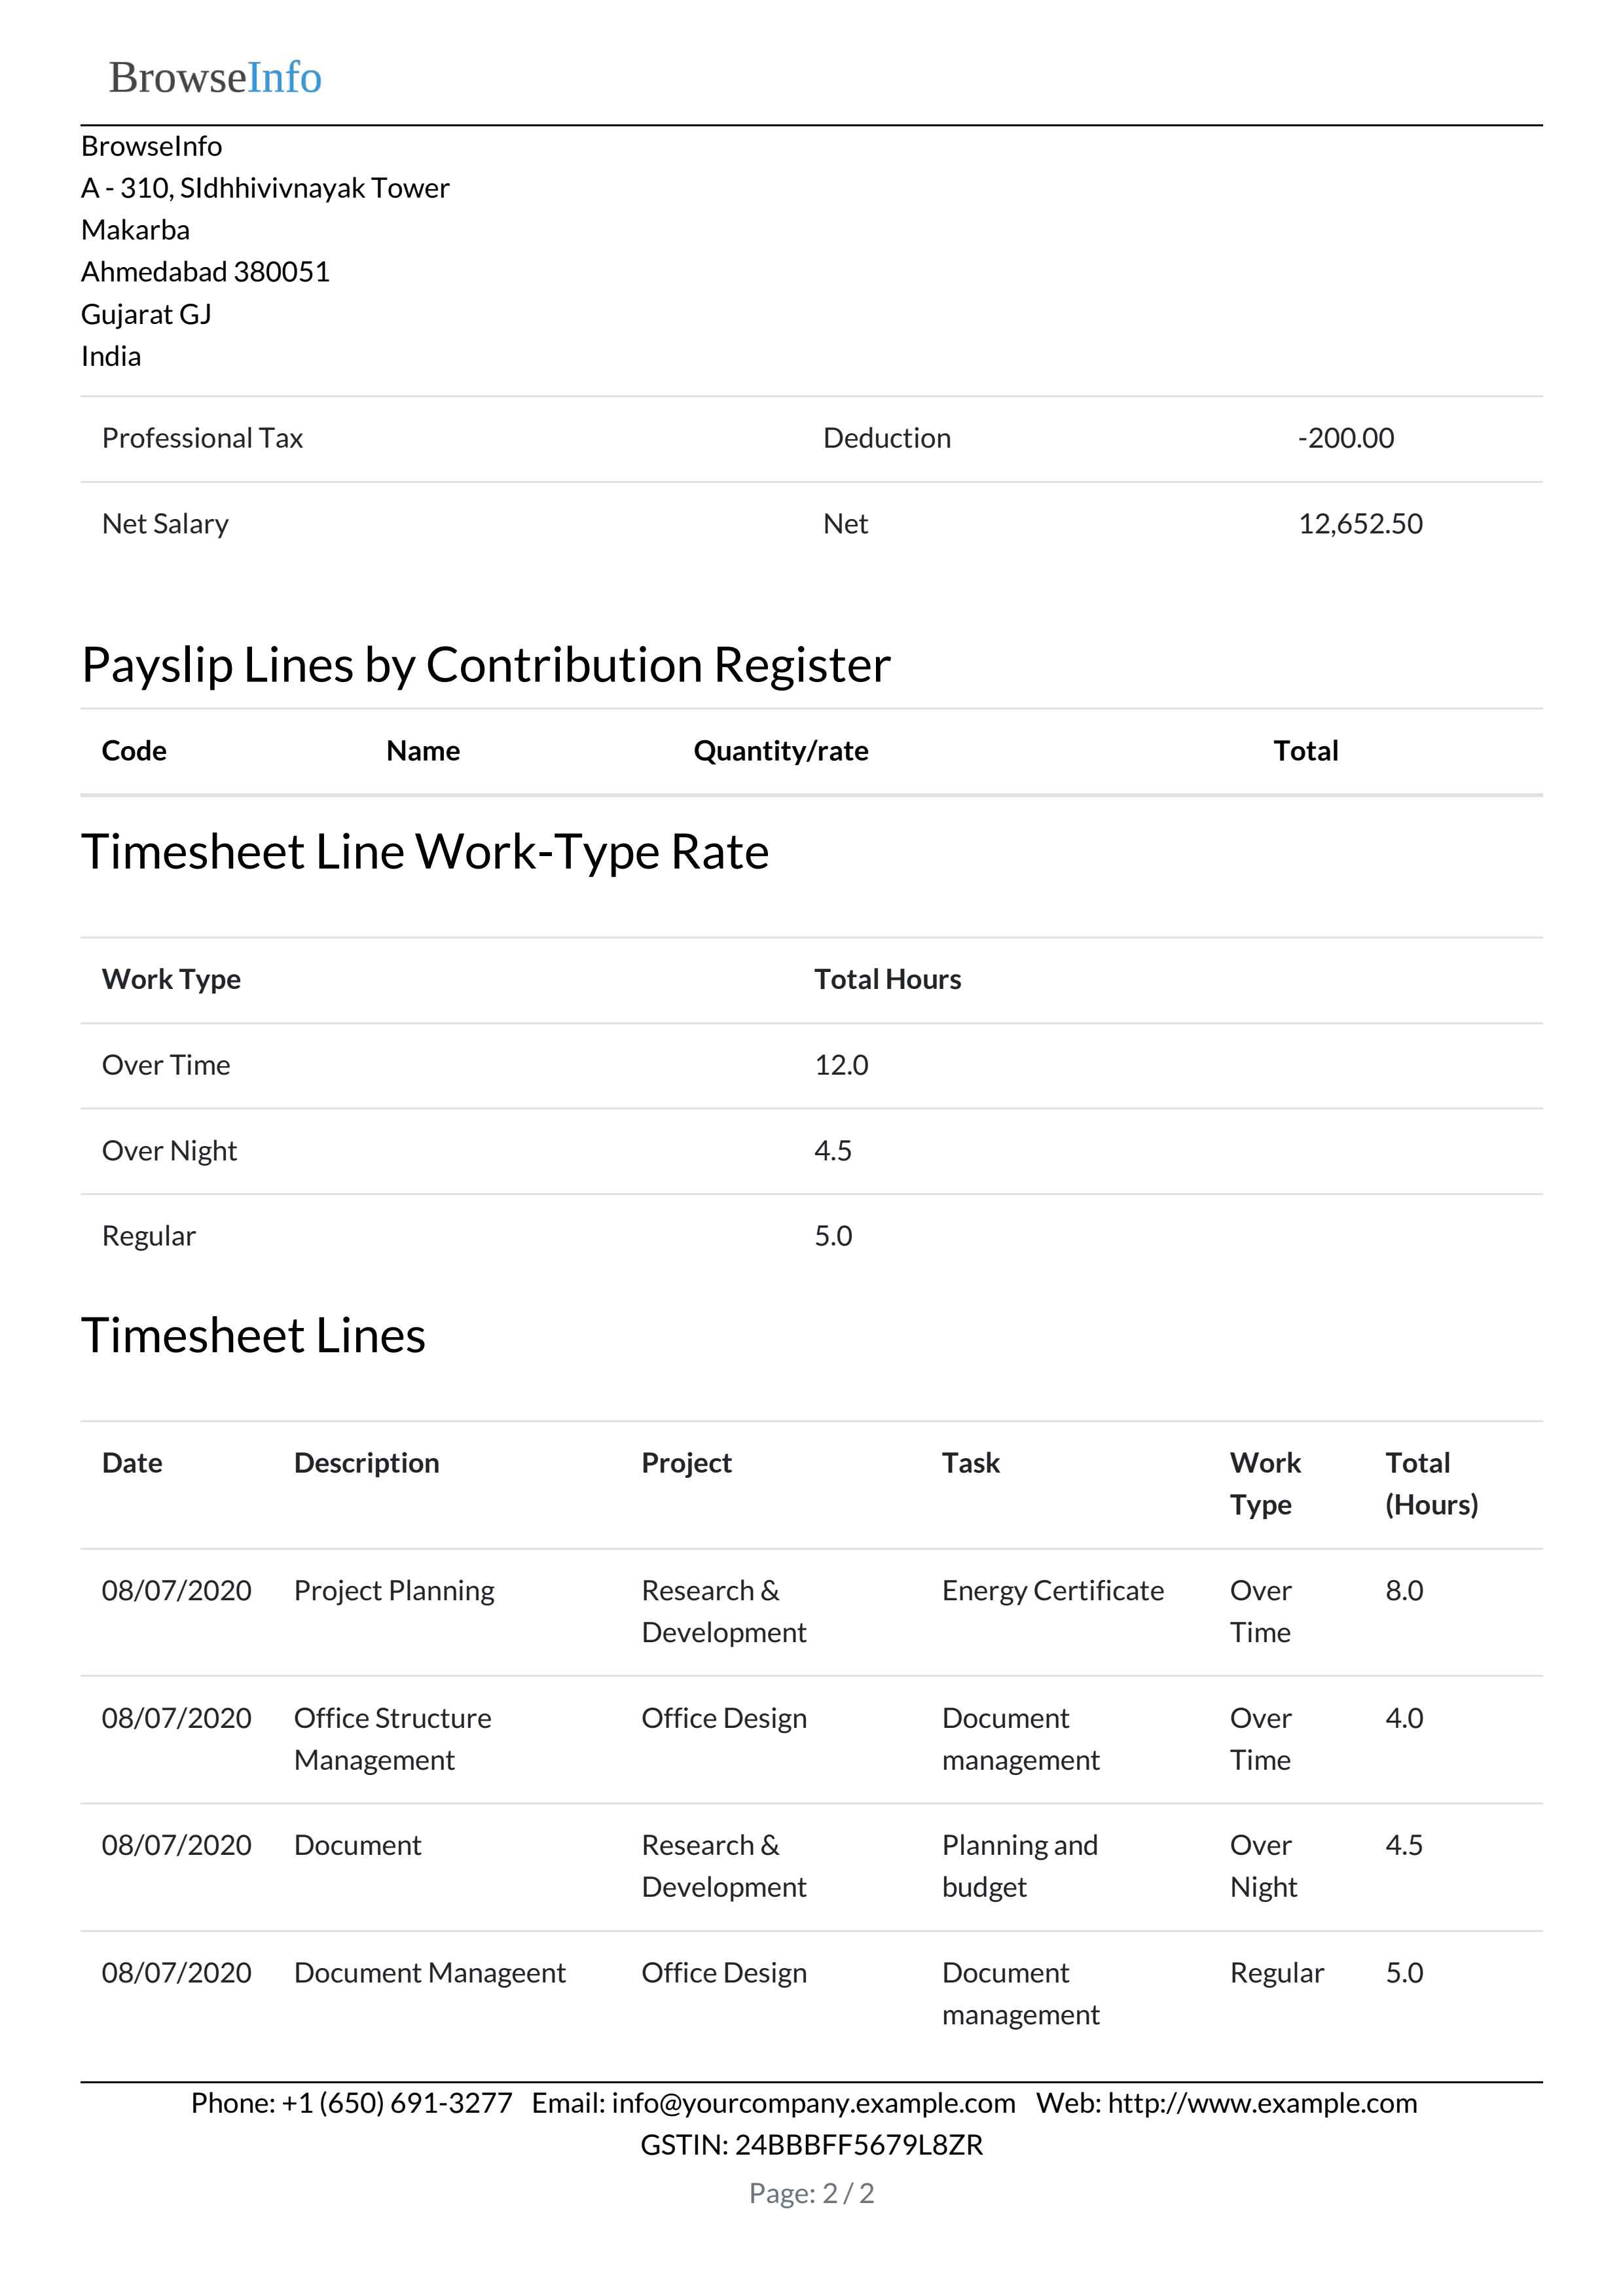 BrowseInfo
BrowseInfo
A - 310, SIdhhivivnayak Tower
Makarba
Ahmedabad 380051
Gujarat GJ
India
Professional Tax Deduction -200.00
Net Salary Net 12,652.50
Payslip Lines by Contribution Register
Code Name Quantity/rate Total
Timesheet Line Work-Type Rate
Work Type Total Hours
Over Time 12.0
Over Night 4.5
Regular 5.0
Timesheet Lines
Date Description Project Task Work Total
Type (Hours)
08/07/2020 Project Planning Research & Energy Certificate Over 8.0
Development Time
08/07/2020 Office Structure Office Design Document Over 4.0
Management management Time
08/07/2020 Document Research & Planning and Over 4.5
Development budget Night
08/07/2020 Document Manageent Office Design Document Regular 5.0
management
Phone: +1 (650) 691-3277 Email: info@yourcompany.example.com Web: http://www.example.com
GSTIN: 24BBBFF5679L8ZR
Page: 2 / 2